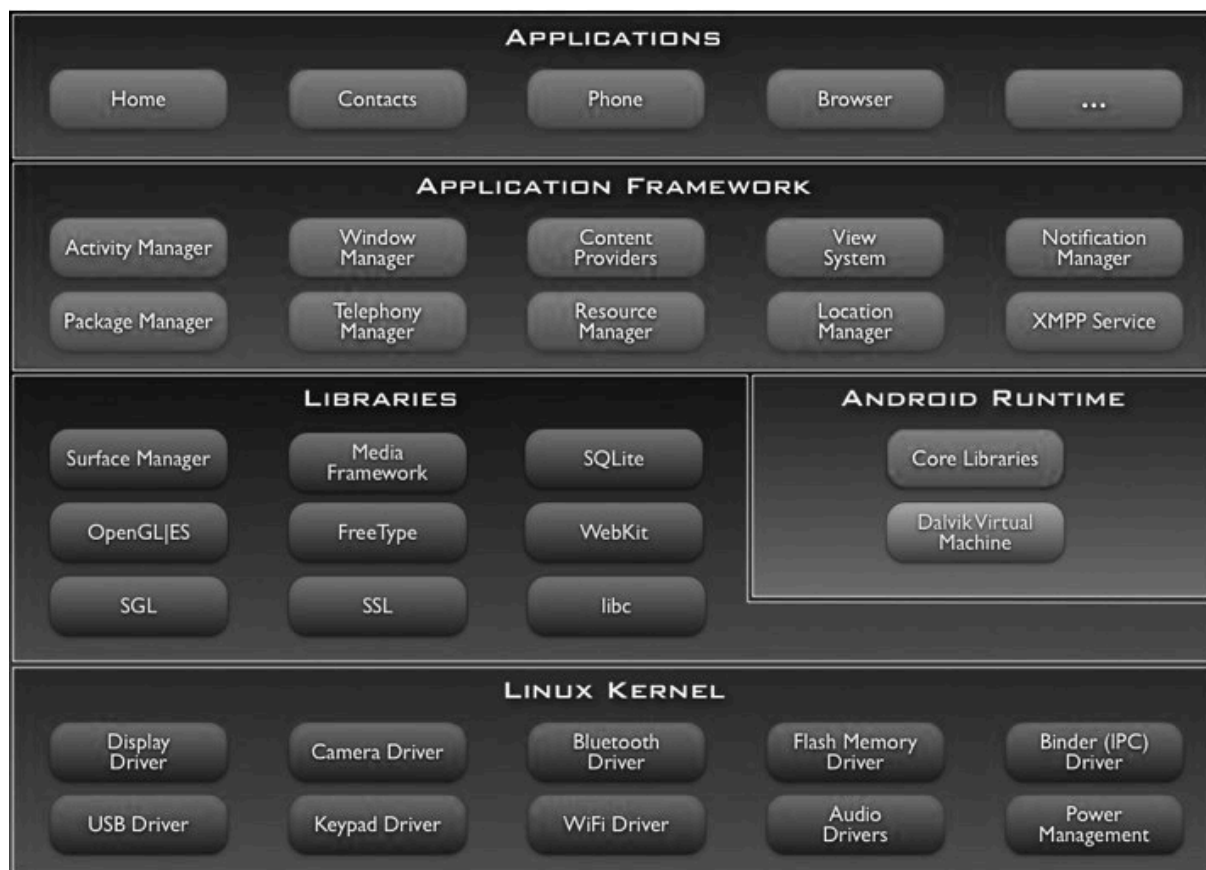 APPLICATIONS
Home
Contacts
Phone
Browser
...
APPLICATION FRAMEWORK
Activity Manager
Window
Manager
Content
Providers
View
System
Notification
Manager
Package Manager
Telephony
Manager
Resource
Manager
Location
Manager
XMPP Service
LIBRARIES
Surface Manager
Media
Framework
SQLite
OpenGL|ES
FreeType
WebKit
SGL
SSL
libc
ANDROID RUNTIME
Core Libraries
Dalvik Virtual
Machine
LINUX KERNEL
Display
Driver
Camera Driver
Bluetooth
Driver
Flash Memory
Driver
Binder (IPC)
Driver
USB Driver
Keypad Driver
WiFi Driver
Audio
Drivers
Power
Management